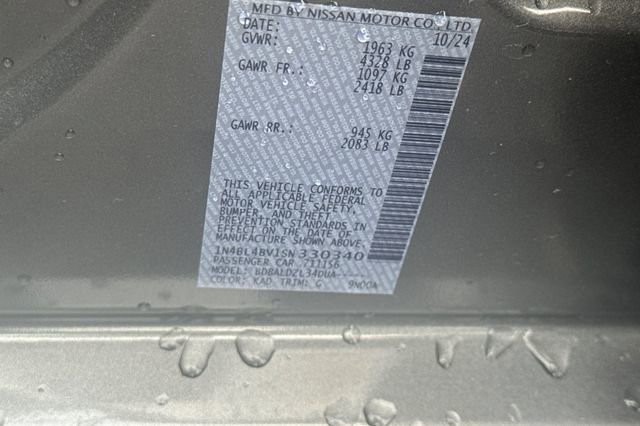 MFD BY NISSAN MOTOR CO., LTD.
DATE: 10/24
GVWR: 1963 KG
4328 LB
GAWR FR.: 1097 KG
2418 LB
GAWR RR.: 945 KG
2083 LB
THIS VEHICLE CONFORMS TO
ALL APPLICABLE FEDERAL
MOTOR VEHICLE SAFETY,
BUMPER, AND THEFT
PREVENTION STANDARDS IN
EFFECT ON THE DATE OF
MANUFACTURE SHOWN ABOVE.
1N4BL4BV1SN330340
PASSENGER CAR 711156
MODEL: BDBALDZL34DUA-----
COLOR: KAD TRIM: G 9N00A